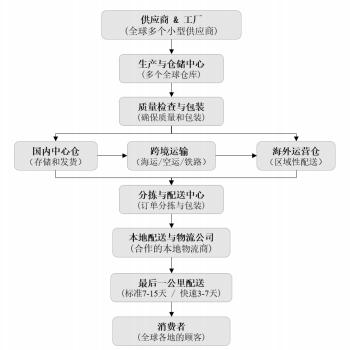 供应商 & 工厂
(全球多个小型供应商)
生产与仓储中心
(多个全球仓库)
质量检查与包装
(确保质量和包装)
国内中心仓
(存储和发货)
跨境运输
(海运/空运/铁路)
海外运营仓
(区域性配送)
分拣与配送中心
(订单分拣与包装)
本地配送与物流公司
(合作的本地物流商)
最后一公里配送
(标准7-15天 / 快速3-7天)
消费者
(全球各地的顾客)